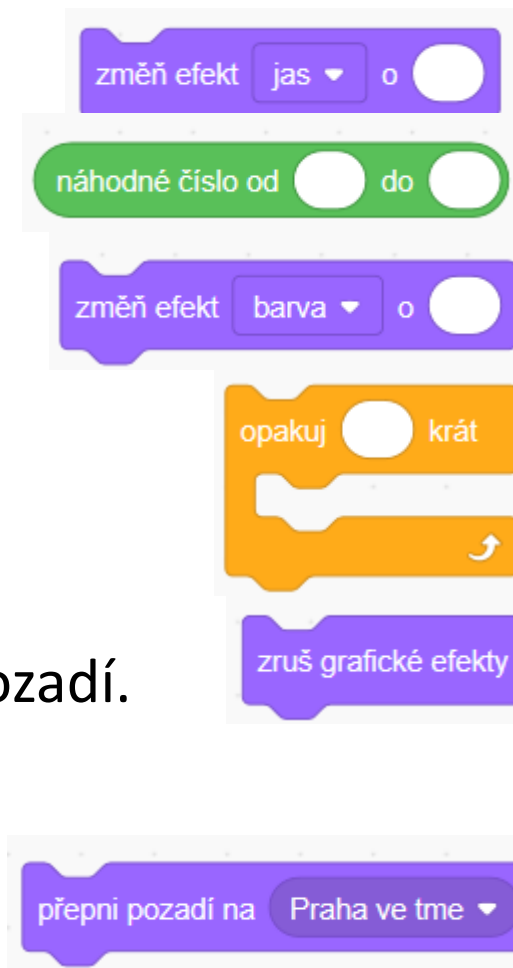 změň efekt jas o
náhodné číslo od do
změň efekt barva o
opakuj krát
zruš grafické efekty
ozadí.
přepni pozadí na Praha ve tme